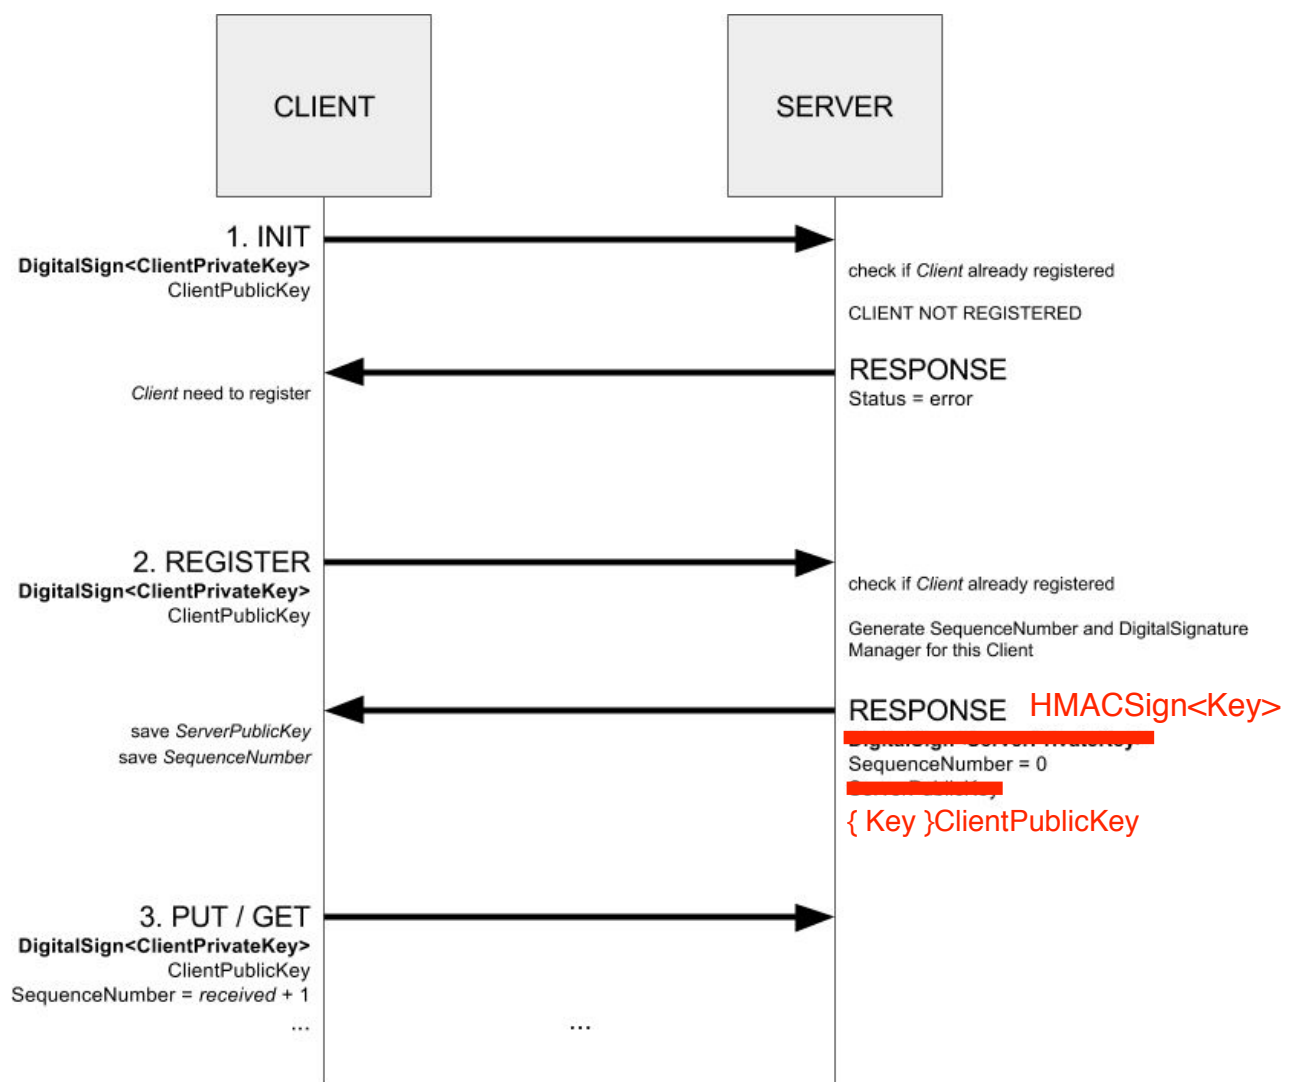 CLIENT
SERVER
1. INIT
DigitalSign<ClientPrivateKey>
ClientPublicKey
check if Client already registered
CLIENT NOT REGISTERED
RESPONSE
Status = error
Client need to register
2. REGISTER
DigitalSign<ClientPrivateKey>
ClientPublicKey
check if Client already registered
Generate SequenceNumber and DigitalSignature
Manager for this Client
RESPONSE HMACSign<Key>
SequenceNumber = 0
{ Key }ClientPublicKey
save ServerPublicKey
save SequenceNumber
3. PUT / GET
DigitalSign<ClientPrivateKey>
ClientPublicKey
SequenceNumber = received + 1
...
...